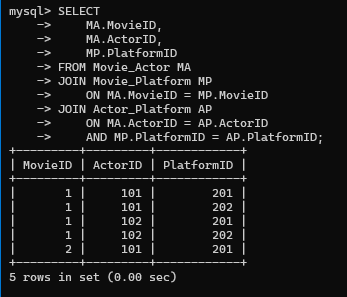 mysql> SELECT
    ->     MA.MovieID,
    ->     MA.ActorID,
    ->     MP.PlatformID
    -> FROM Movie_Actor MA
    -> JOIN Movie_Platform MP
    ->     ON MA.MovieID = MP.MovieID
    -> JOIN Actor_Platform AP
    ->     ON MA.ActorID = AP.ActorID
    ->     AND MP.PlatformID = AP.PlatformID;
+---------+---------+------------+
| MovieID | ActorID | PlatformID |
+---------+---------+------------+
|       1 |     101 |        201 |
|       1 |     101 |        202 |
|       1 |     102 |        201 |
|       1 |     102 |        202 |
|       2 |     101 |        201 |
+---------+---------+------------+
5 rows in set (0.00 sec)